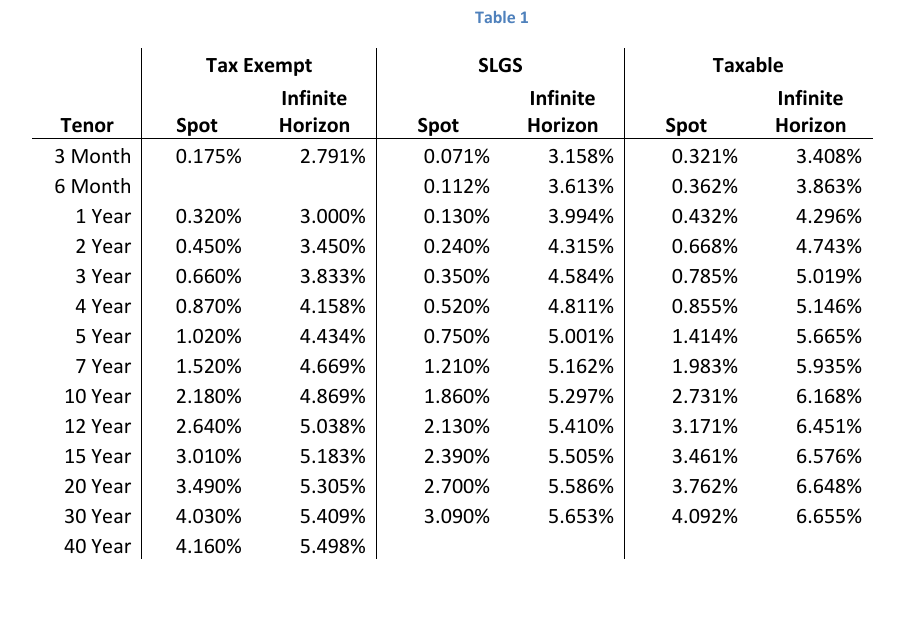 Table 1
Tax Exempt SLGS Taxable
Infinite Infinite Infinite
Tenor Spot Horizon Spot Horizon Spot Horizon
3 Month 0.175% 2.791% 0.071% 3.158% 0.321% 3.408%
6 Month 0.112% 3.613% 0.362% 3.863%
1 Year 0.320% 3.000% 0.130% 3.994% 0.432% 4.296%
2 Year 0.450% 3.450% 0.240% 4.315% 0.668% 4.743%
3 Year 0.660% 3.833% 0.350% 4.584% 0.785% 5.019%
4 Year 0.870% 4.158% 0.520% 4.811% 0.855% 5.146%
5 Year 1.020% 4.434% 0.750% 5.001% 1.414% 5.665%
7 Year 1.520% 4.669% 1.210% 5.162% 1.983% 5.935%
10 Year 2.180% 4.869% 1.860% 5.297% 2.731% 6.168%
12 Year 2.640% 5.038% 2.130% 5.410% 3.171% 6.451%
15 Year 3.010% 5.183% 2.390% 5.505% 3.461% 6.576%
20 Year 3.490% 5.305% 2.700% 5.586% 3.762% 6.648%
30 Year 4.030% 5.409% 3.090% 5.653% 4.092% 6.655%
40 Year 4.160% 5.498%